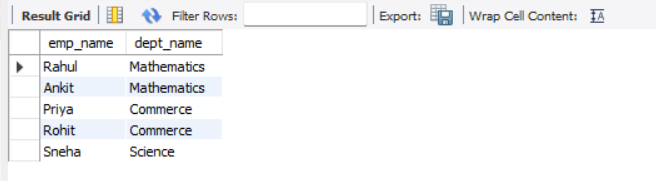 Result Grid Filter Rows: Export: Wrap Cell Content: IA
emp_name dept_name
Rahul Mathematics
Ankit Mathematics
Priya Commerce
Rohit Commerce
Sneha Science